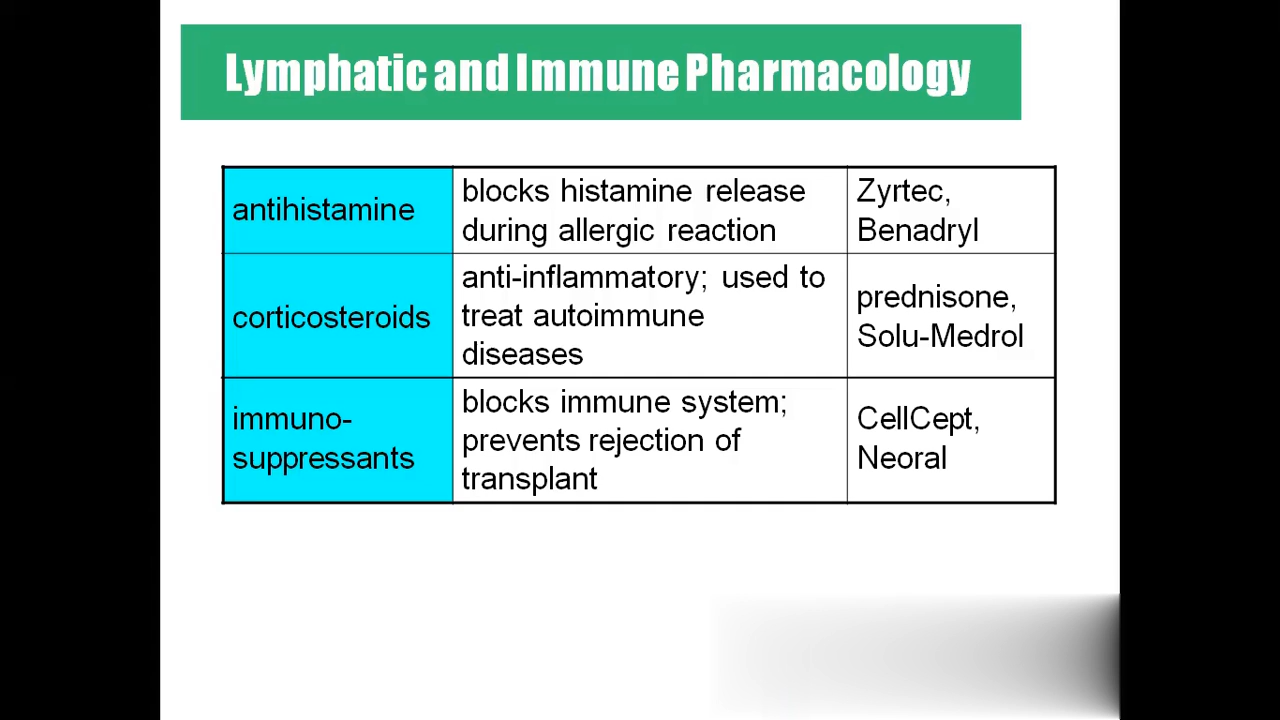 Lymphatic and Immune Pharmacology
antihistamine
blocks histamine release
during allergic reaction
Zyrtec,
Benadryl
corticosteroids
anti-inflammatory; used to
treat autoimmune
diseases
prednisone,
Solu-Medrol
immuno-
suppressants
blocks immune system;
prevents rejection of
transplant
CellCept,
Neoral